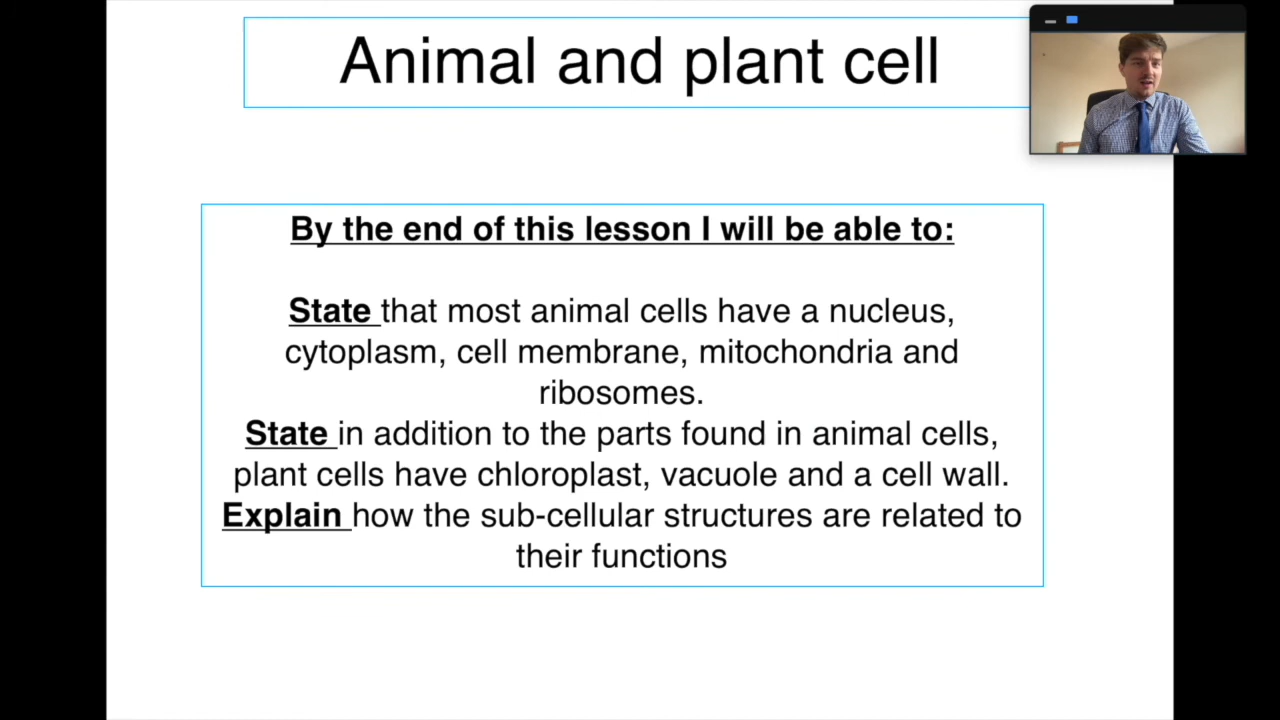 Animal and plant cell
By the end of this lesson I will be able to:
State that most animal cells have a nucleus,
cytoplasm, cell membrane, mitochondria and
ribosomes.
State in addition to the parts found in animal cells,
plant cells have chloroplast, vacuole and a cell wall.
Explain how the sub-cellular structures are related to
their functions